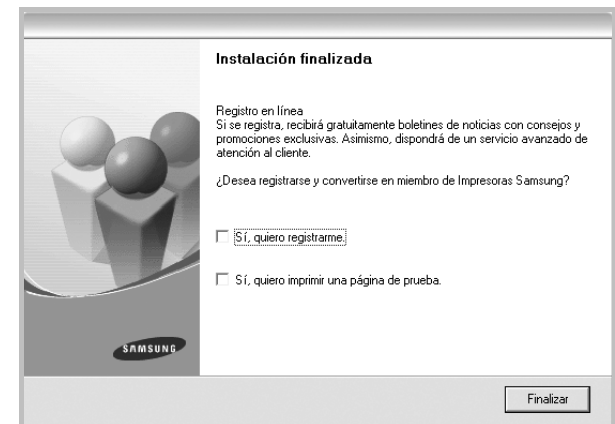 Instalación finalizada
Registro en línea
Si se registra, recibirá gratuitamente boletines de noticias con consejos y
promociones exclusivas. Asimismo, dispondrá de un servicio avanzado de
atención al cliente.
¿Desea registrarse y convertirse en miembro de Impresoras Samsung?
Sí, quiero registrarme.
Sí, quiero imprimir una página de prueba.
SAMSUNG
Finalizar